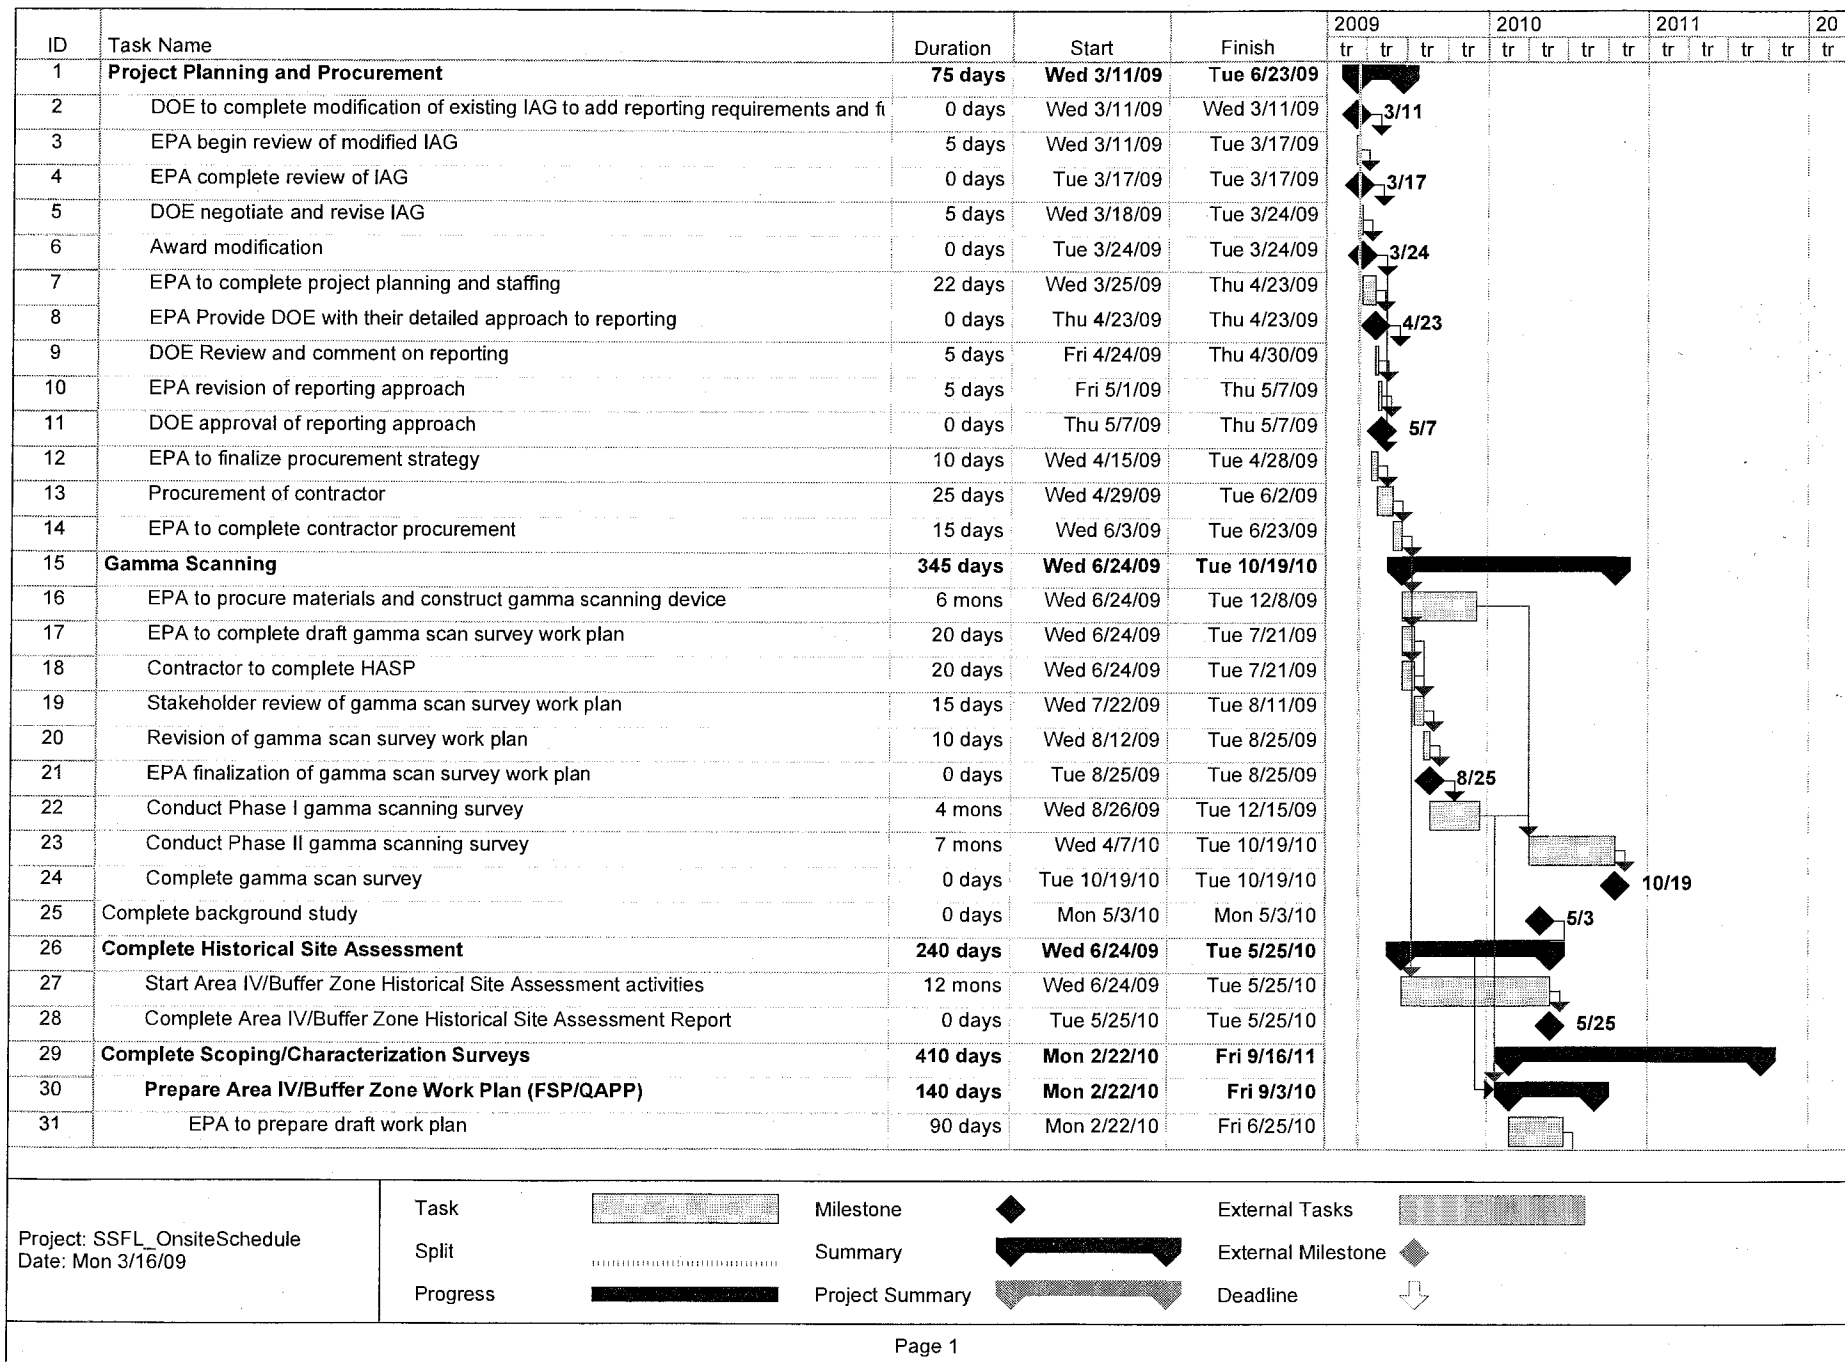 2009 2010 2011 20
ID Task Name Duration Start Finish tr tr tr tr tr tr tr tr tr tr tr tr tr
1 Project Planning and Procurement 75 days Wed 3/11/09 Tue 6/23/09
2 DOE to complete modification of existing IAG to add reporting requirements and fu 0 days Wed 3/11/09 Wed 3/11/09 3/11
3 EPA begin review of modified IAG 5 days Wed 3/11/09 Tue 3/17/09
4 EPA complete review of IAG 0 days Tue 3/17/09 Tue 3/17/09 3/17
5 DOE negotiate and revise IAG 5 days Wed 3/18/09 Tue 3/24/09
6 Award modification 0 days Tue 3/24/09 Tue 3/24/09 3/24
7 EPA to complete project planning and staffing 22 days Wed 3/25/09 Thu 4/23/09
8 EPA Provide DOE with their detailed approach to reporting 0 days Thu 4/23/09 Thu 4/23/09 4/23
9 DOE Review and comment on reporting 5 days Fri 4/24/09 Thu 4/30/09
10 EPA revision of reporting approach 5 days Fri 5/1/09 Thu 5/7/09
11 DOE approval of reporting approach 0 days Thu 5/7/09 Thu 5/7/09 5/7
12 EPA to finalize procurement strategy 10 days Wed 4/15/09 Tue 4/28/09
13 Procurement of contractor 25 days Wed 4/29/09 Tue 6/2/09
14 EPA to complete contractor procurement 15 days Wed 6/3/09 Tue 6/23/09
15 Gamma Scanning 345 days Wed 6/24/09 Tue 10/19/10
16 EPA to procure materials and construct gamma scanning device 6 mons Wed 6/24/09 Tue 12/8/09
17 EPA to complete draft gamma scan survey work plan 20 days Wed 6/24/09 Tue 7/21/09
18 Contractor to complete HASP 20 days Wed 6/24/09 Tue 7/21/09
19 Stakeholder review of gamma scan survey work plan 15 days Wed 7/22/09 Tue 8/11/09
20 Revision of gamma scan survey work plan 10 days Wed 8/12/09 Tue 8/25/09
21 EPA finalization of gamma scan survey work plan 0 days Tue 8/25/09 Tue 8/25/09 8/25
22 Conduct Phase I gamma scanning survey 4 mons Wed 8/26/09 Tue 12/15/09
23 Conduct Phase II gamma scanning survey 7 mons Wed 4/7/10 Tue 10/19/10
24 Complete gamma scan survey 0 days Tue 10/19/10 Tue 10/19/10 10/19
25 Complete background study 0 days Mon 5/3/10 Mon 5/3/10 5/3
26 Complete Historical Site Assessment 240 days Wed 6/24/09 Tue 5/25/10
27 Start Area IV/Buffer Zone Historical Site Assessment activities 12 mons Wed 6/24/09 Tue 5/25/10
28 Complete Area IV/Buffer Zone Historical Site Assessment Report 0 days Tue 5/25/10 Tue 5/25/10 5/25
29 Complete Scoping/Characterization Surveys 410 days Mon 2/22/10 Fri 9/16/11
30 Prepare Area IV/Buffer Zone Work Plan (FSP/QAPP) 140 days Mon 2/22/10 Fri 9/3/10
31 EPA to prepare draft work plan 90 days Mon 2/22/10 Fri 6/25/10
Project: SSFL_OnsiteSchedule
Date: Mon 3/16/09
Task Milestone External Tasks
Split Summary External Milestone
Progress Project Summary Deadline
Page 1